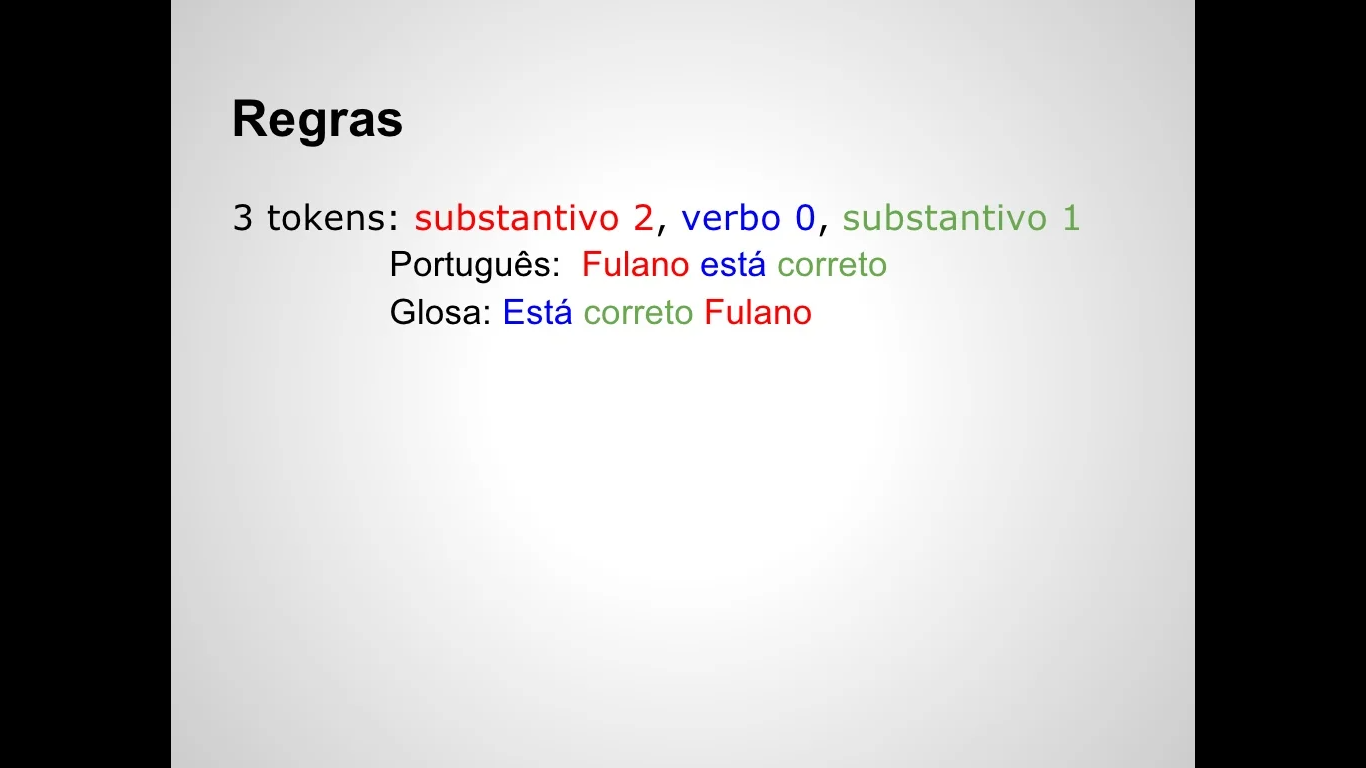 Regras
3 tokens: substantivo 2, verbo 0, substantivo 1
Português: Fulano está correto
Glosa: Está correto Fulano